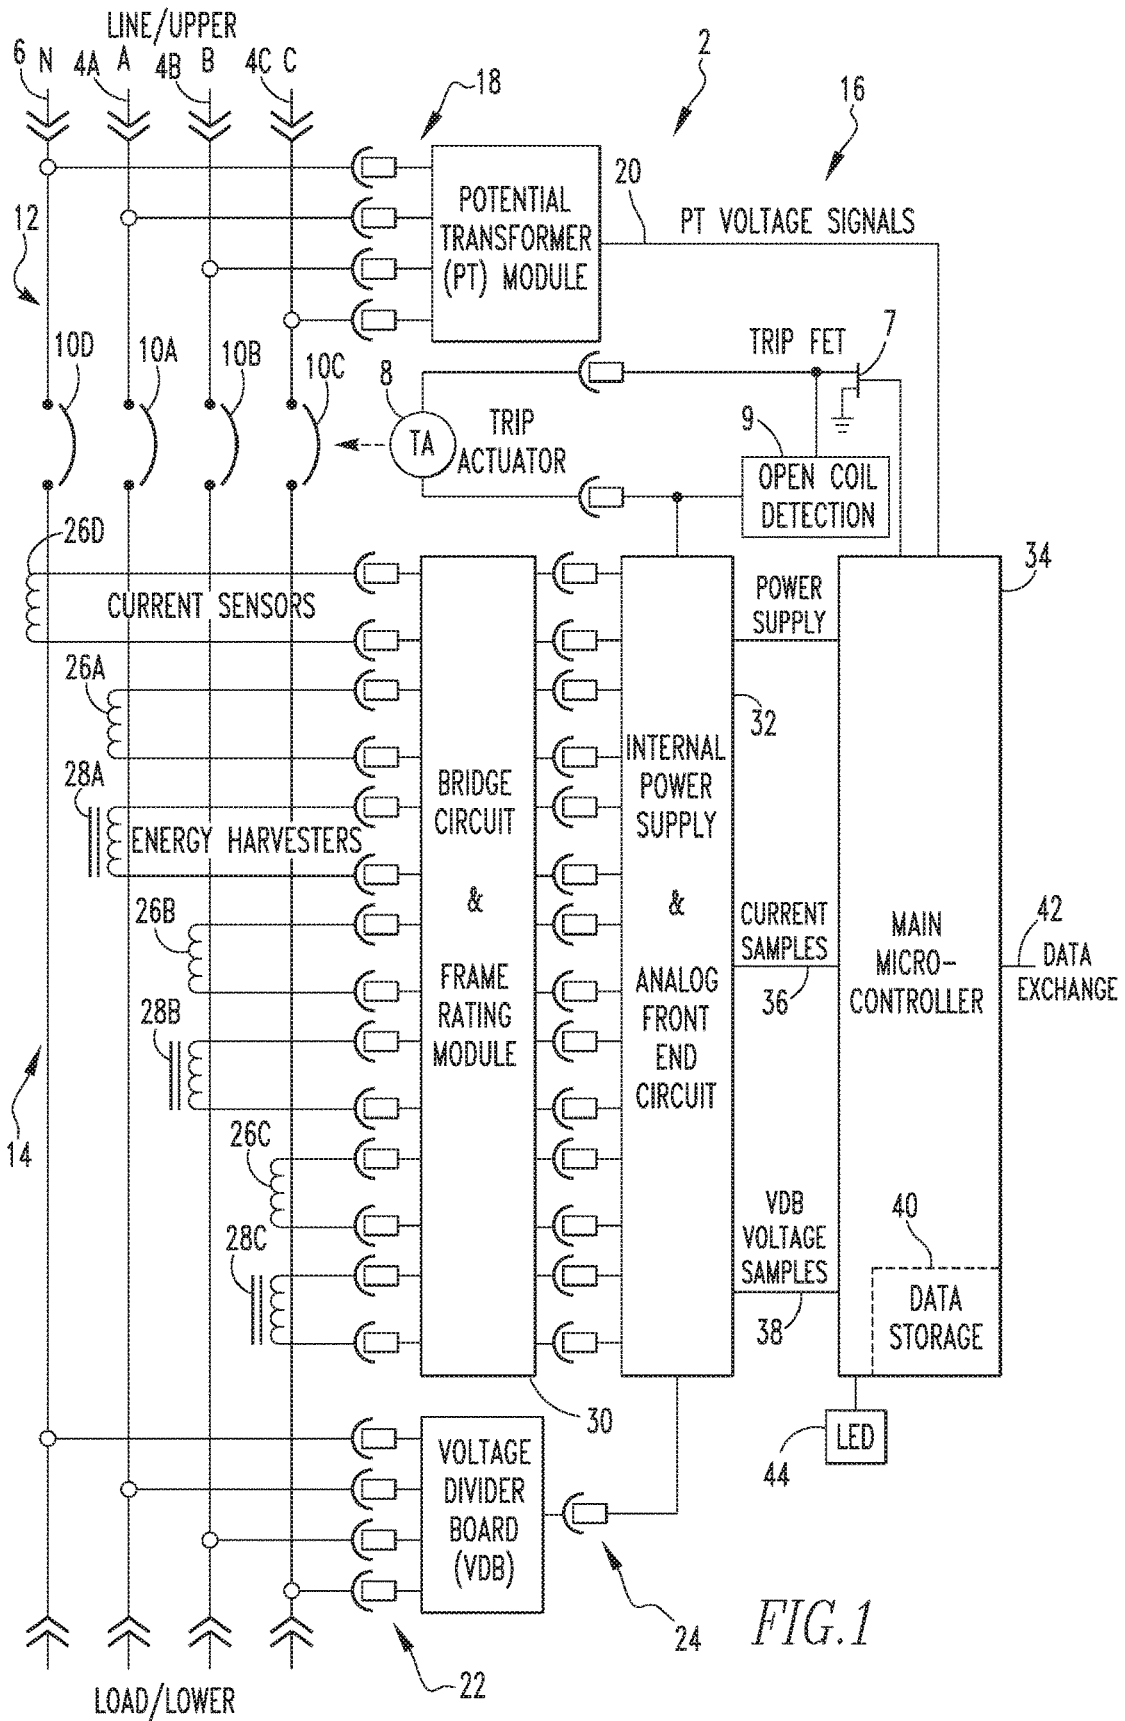 LINE/UPPER
6 N 4A A 4B B 4C C
18
2
16
POTENTIAL
TRANSFORMER
(PT) MODULE
20
PT VOLTAGE SIGNALS
12
10D
10A
10B
10C
8
TA
TRIP
ACTUATOR
TRIP FET
7
9
OPEN COIL
DETECTION
26D
CURRENT SENSORS
POWER
SUPPLY
34
26A
32
28A
ENERGY HARVESTERS
BRIDGE
CIRCUIT
&
FRAME
RATING
MODULE
INTERNAL
POWER
SUPPLY
&
ANALOG
FRONT
END
CIRCUIT
26B
CURRENT
SAMPLES
36
MAIN
MICRO-
CONTROLLER
42
DATA
EXCHANGE
28B
14
26C
28C
VDB
VOLTAGE
SAMPLES
38
40
DATA
STORAGE
30
44
LED
VOLTAGE
DIVIDER
BOARD
(VDB)
24
22
FIG.1
LOAD/LOWER